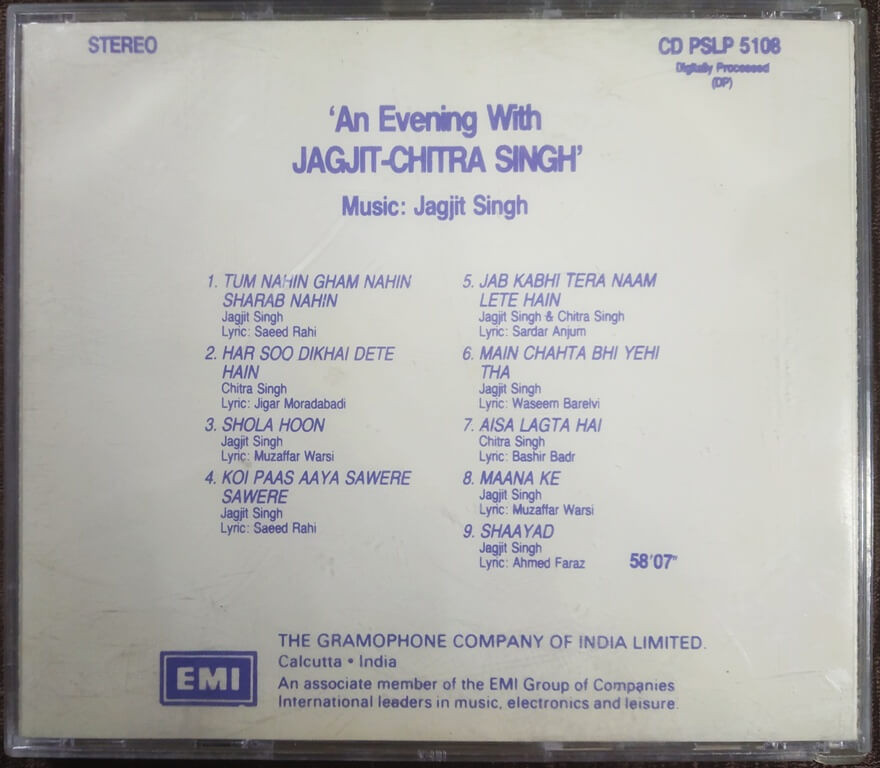 STEREO
CD PSLP 5108
Digitally Processed
(DP)
'An Evening With
JAGJIT-CHITRA SINGH'
Music: Jagjit Singh
1. TUM NAHIN GHAM NAHIN
SHARAB NAHIN
Jagjit Singh
Lyric: Saeed Rahi
2. HAR SOO DIKHAI DETE
HAIN
Chitra Singh
Lyric: Jigar Moradabadi
3. SHOLA HOON
Jagjit Singh
Lyric: Muzaffar Warsi
4. KOI PAAS AAYA SAWERE
SAWERE
Jagjit Singh
Lyric: Saeed Rahi
5. JAB KABHI TERA NAAM
LETE HAIN
Jagjit Singh & Chitra Singh
Lyric: Sardar Anjum
6. MAIN CHAHTA BHI YEHI
THA
Jagjit Singh
Lyric: Waseem Barelvi
7. AISA LAGTA HAI
Chitra Singh
Lyric: Bashir Badr
8. MAANA KE
Jagjit Singh
Lyric: Muzaffar Warsi
9. SHAAYAD
Jagjit Singh
Lyric: Ahmed Faraz
58'07"
EMI
THE GRAMOPHONE COMPANY OF INDIA LIMITED.
Calcutta • India
An associate member of the EMI Group of Companies
International leaders in music, electronics and leisure.